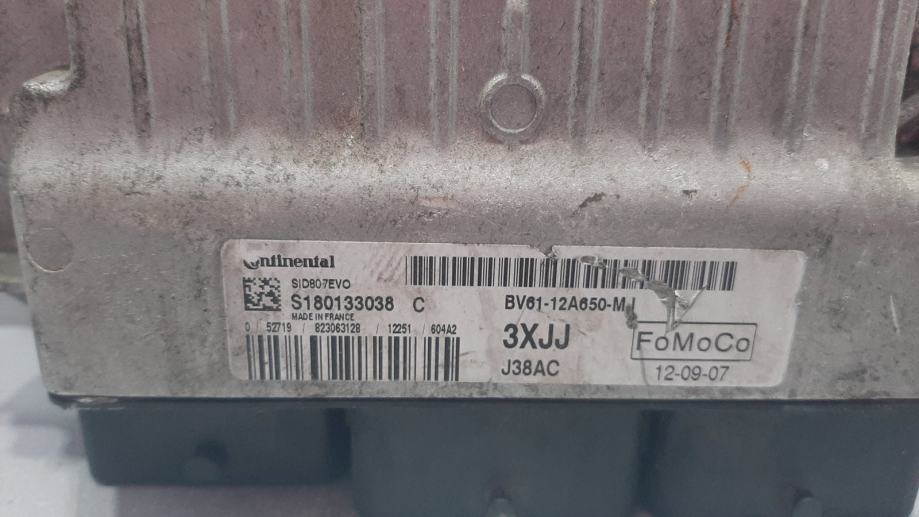 Continental
SID807EVO
S180133038 C
MADE IN FRANCE
0 / 52719 / 823063128 / 12251 / 604A2
BV61-12A650-M
3XJJ
FoMoCo
J38AC
12-09-07